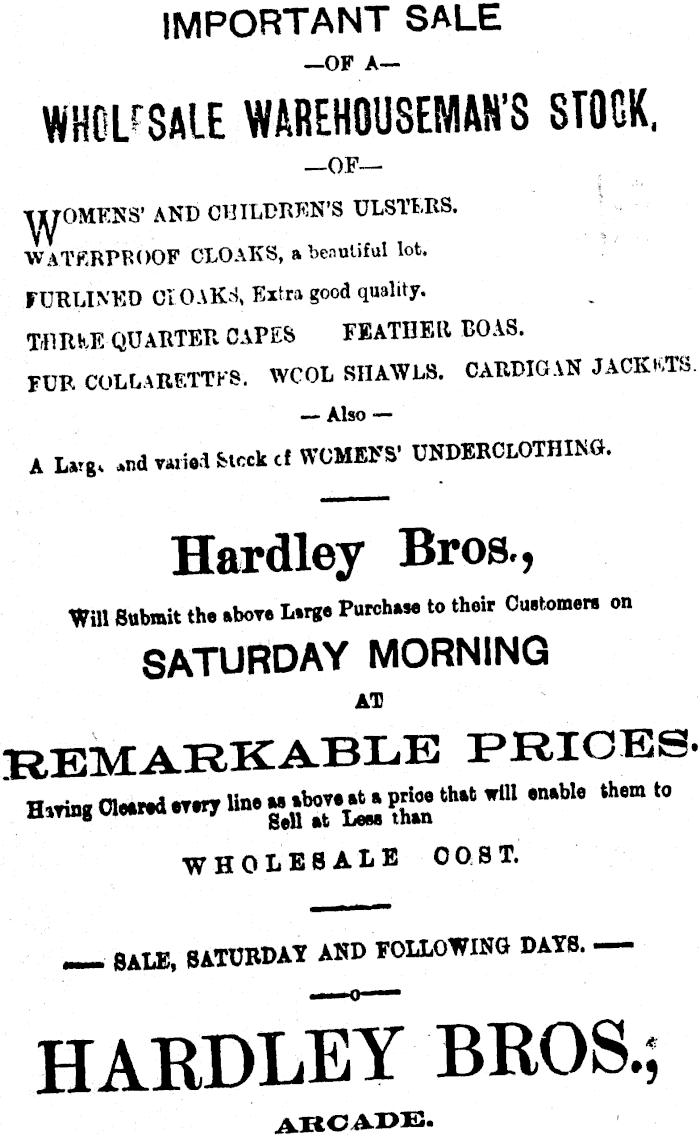 IMPORTANT SALE
—OF A—
WHOLESALE WAREHOUSEMAN'S STOCK,
—OF—
WOMENS' AND CHILDREN'S ULSTERS.
WATERPROOF CLOAKS, a beautiful lot.
FURLINED CLOAKS, Extra good quality.
THREE QUARTER CAPES FEATHER BOAS.
FUR COLLARETTES. WOOL SHAWLS. CARDIGAN JACKETS.
— Also —
A Large and varied Stock of WOMENS' UNDERCLOTHING.
Hardley Bros.,
Will Submit the above Large Purchase to their Customers on
SATURDAY MORNING
AT
REMARKABLE PRICES.
Having Cleared every line as above at a price that will enable them to
Sell at Less than
WHOLESALE COST.
— SALE, SATURDAY AND FOLLOWING DAYS. —
—o—
HARDLEY BROS.,
ARCADE.